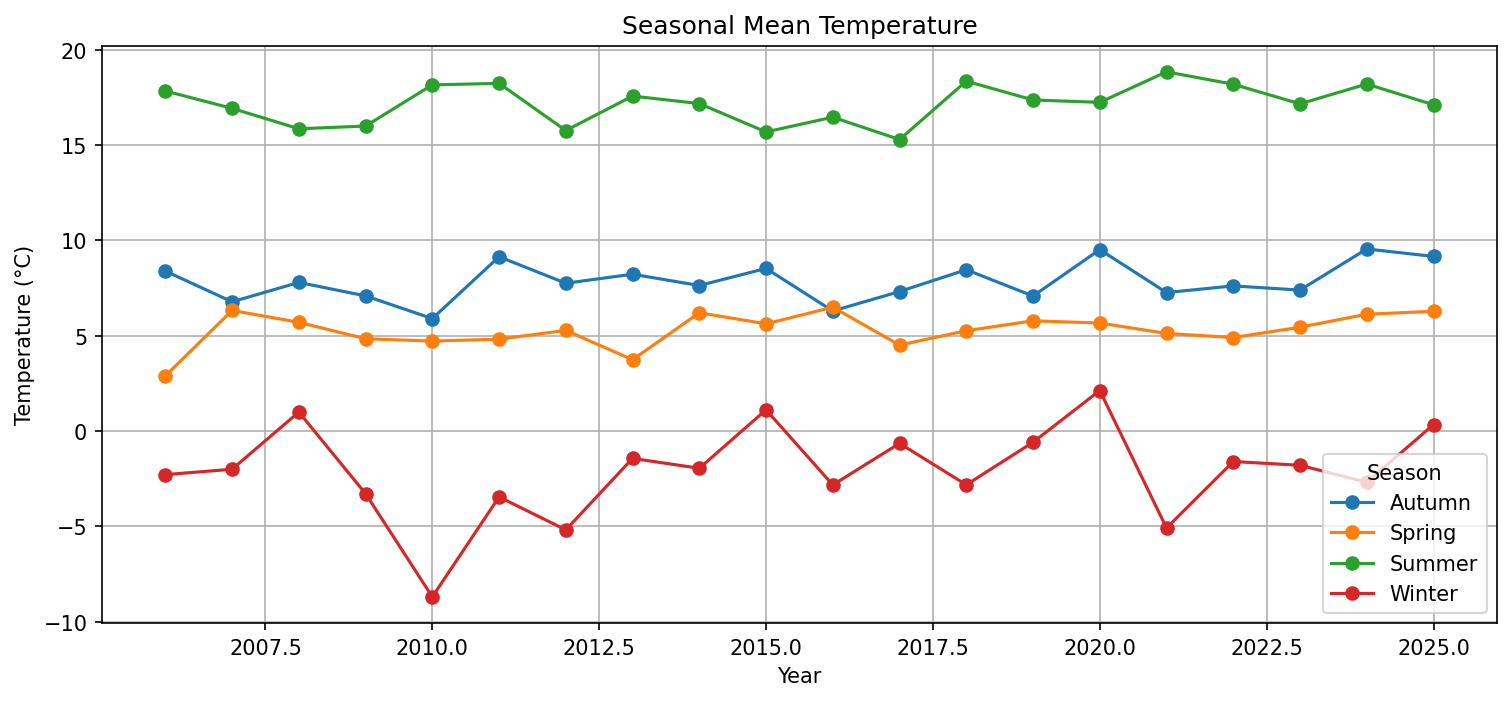 Seasonal Mean Temperature
Temperature (°C)
20
15
10
5
0
−5
−10
2007.5 2010.0 2012.5 2015.0 2017.5 2020.0 2022.5 2025.0
Year
Season
Autumn
Spring
Summer
Winter